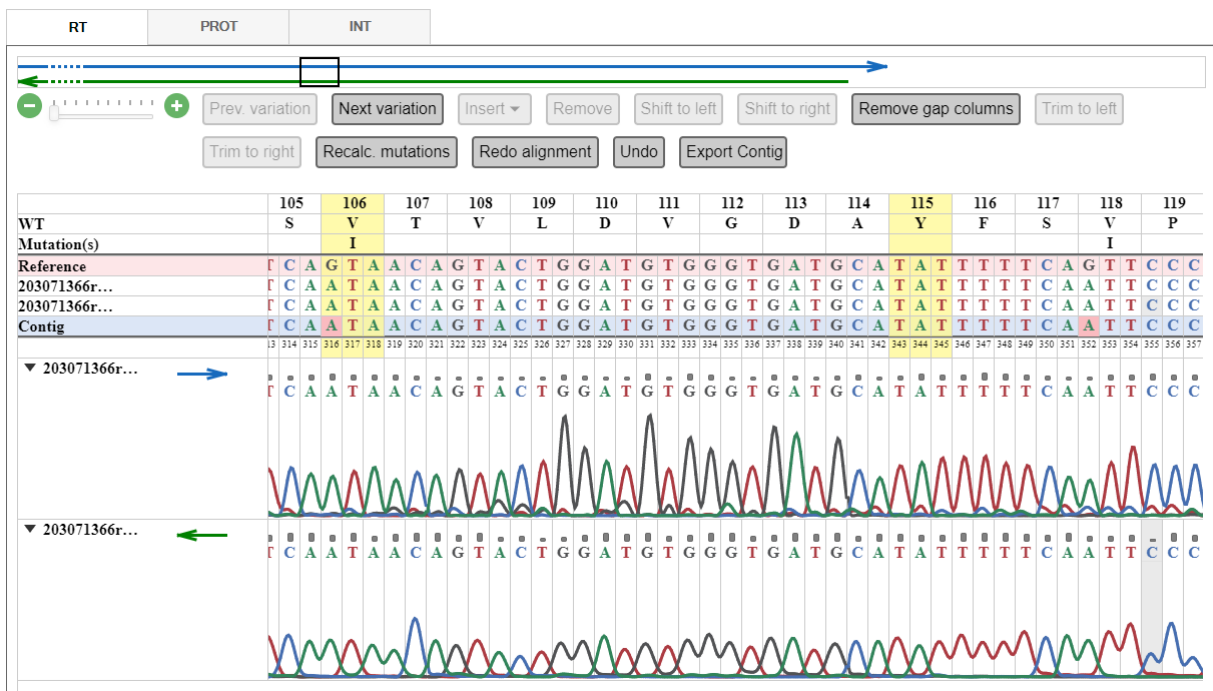 RT PROT INT
Prev. variation Next variation Insert Remove Shift to left Shift to right Remove gap columns Trim to left
Trim to right Recalc. mutations Redo alignment Undo Export Contig
105 106 107 108 109 110 111 112 113 114 115 116 117 118 119
WT S V T V L D V G D A Y F S V P
Mutation(s) I I
Reference T C A G T A A C A G T A C T G G A T G T G G G T G A T G C A T A T T T T T C A G T T C C C
203071366r... T C A A T A A C A G T A C T G G A T G T G G G T G A T G C A T A T T T T T C A A T T C C C
203071366r... T C A A T A A C A G T A C T G G A T G T G G G T G A T G C A T A T T T T T C A A T T C C C
Contig T C A A T A A C A G T A C T G G A T G T G G G T G A T G C A T A T T T T T C A A T T C C C
13 314 315 316 317 318 319 320 321 322 323 324 325 326 327 328 329 330 331 332 333 334 335 336 337 338 339 340 341 342 343 344 345 346 347 348 349 350 351 352 353 354 355 356 357
203071366r...
T C A A T A A C A G T A C T G G A T G T G G G T G A T G C A T A T T T T T C A A T T C C C
203071366r...
T C A A T A A C A G T A C T G G A T G T G G G T G A T G C A T A T T T T T C A A T T C C C